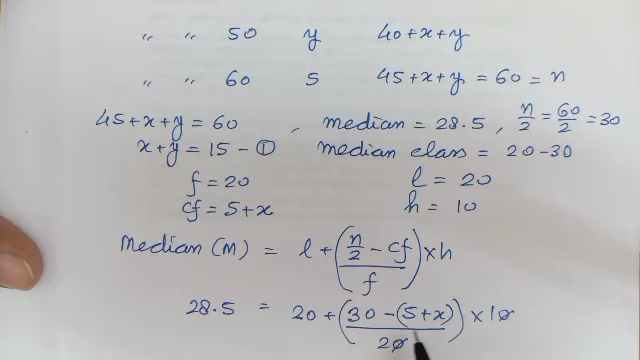 〃 〃 50 y 40+x+y
〃 〃 60 5 45+x+y = 60 = n
45+x+y = 60 , median = 28.5 , n/2 = 60/2 = 30
x+y = 15 – ① median class = 20-30
f = 20 l = 20
cf = 5+x h = 10
Median (M) = l + ((n/2 - cf)/f) × h
28.5 = 20 + ((30 - (5+x))/20) × 10